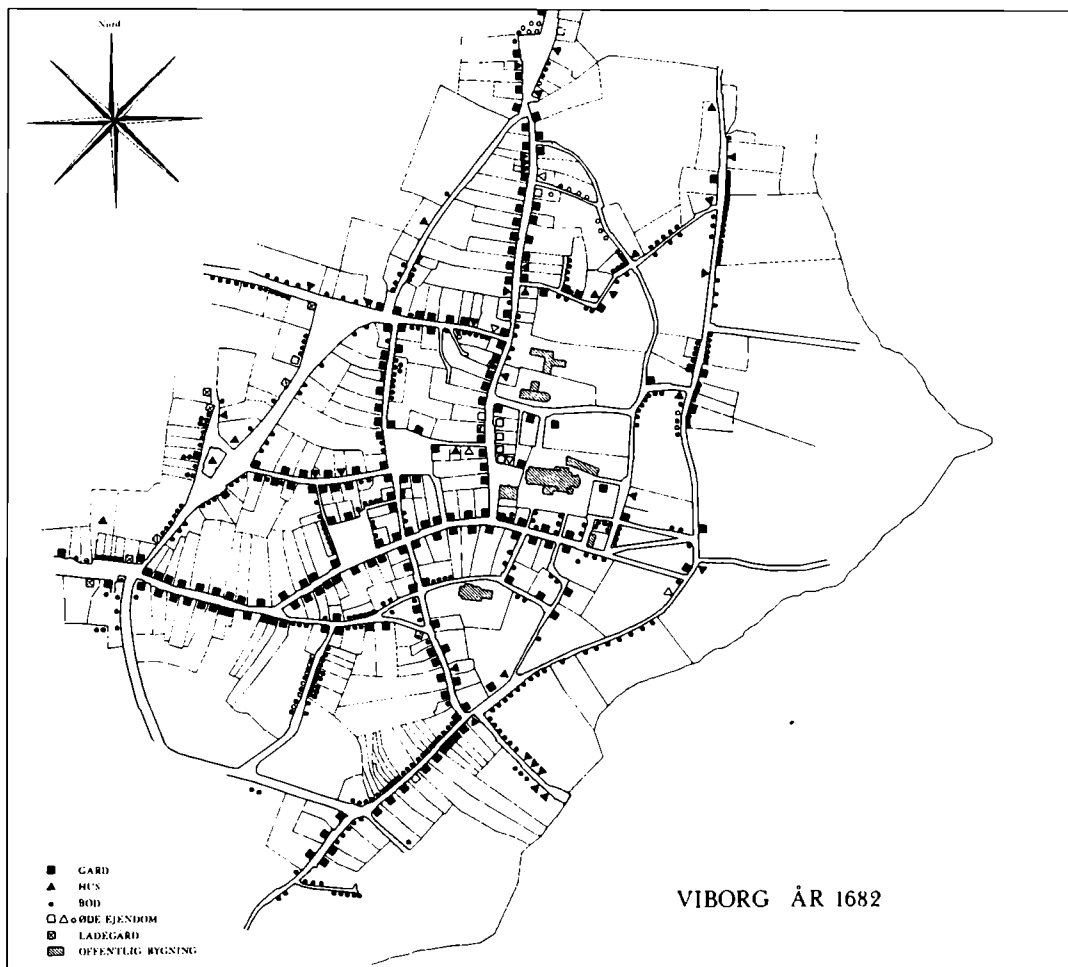 Nord
GARD
HUS
BOD
ØDE EJENDOM
LADEGARD
OFFENTLIG BYGNING
VIBORG ÅR 1682